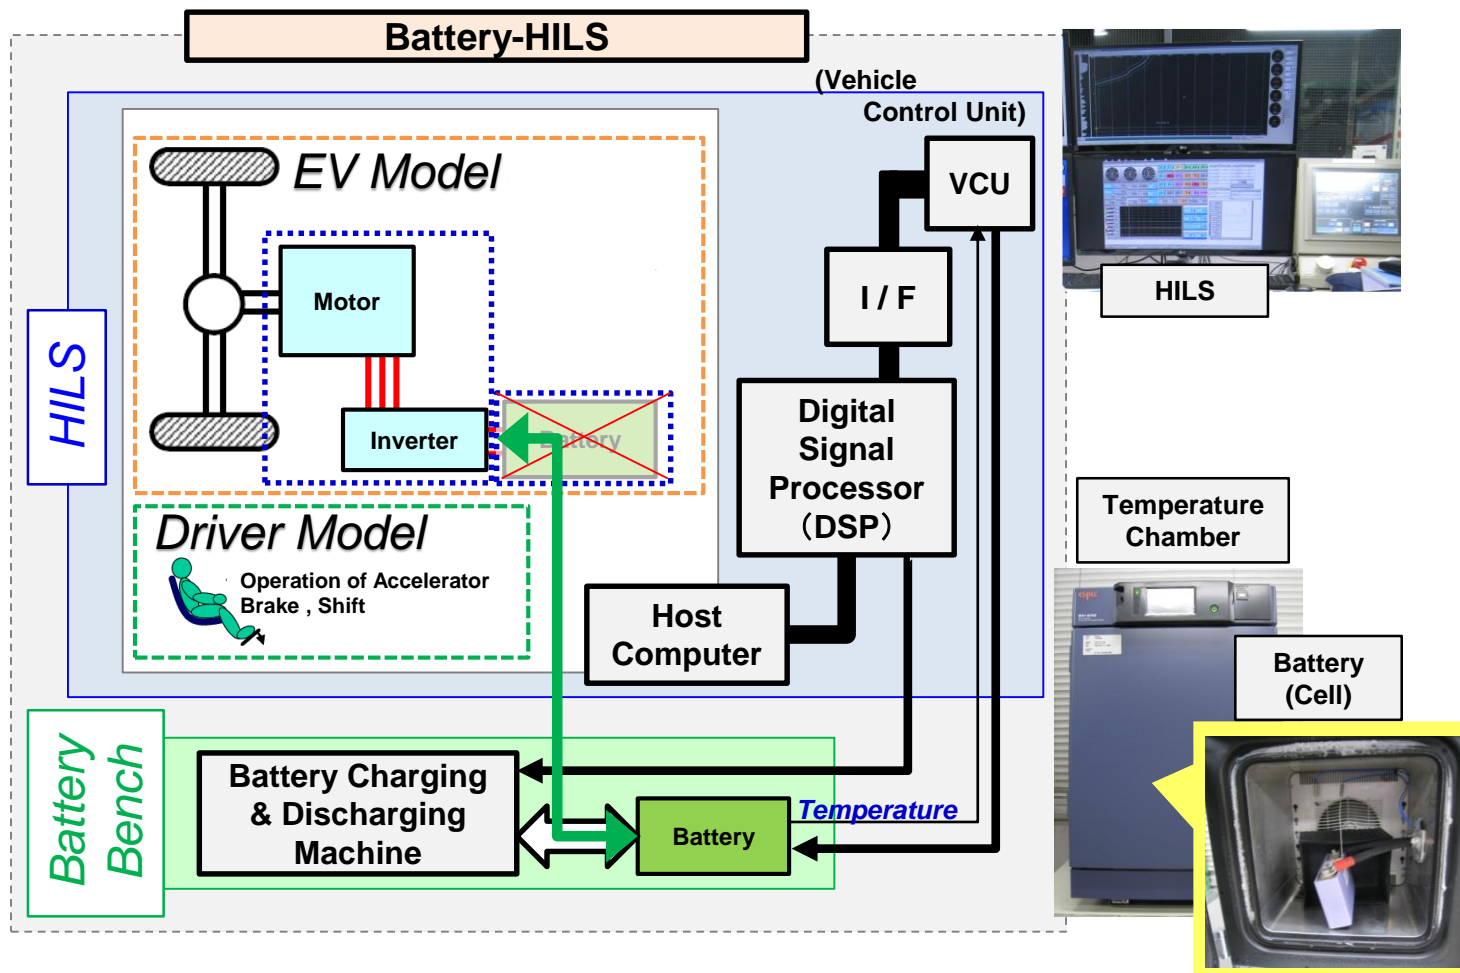 Battery-HILS
(Vehicle
Control Unit)
EV Model
VCU
Motor
I / F
HILS
HILS
Inverter
Battery
Digital
Signal
Processor
（DSP）
Temperature
Chamber
Driver Model
Operation of Accelerator
Brake , Shift
Host
Computer
Battery
(Cell)
Battery
Bench
Battery Charging
& Discharging
Machine
Battery
Temperature
espec